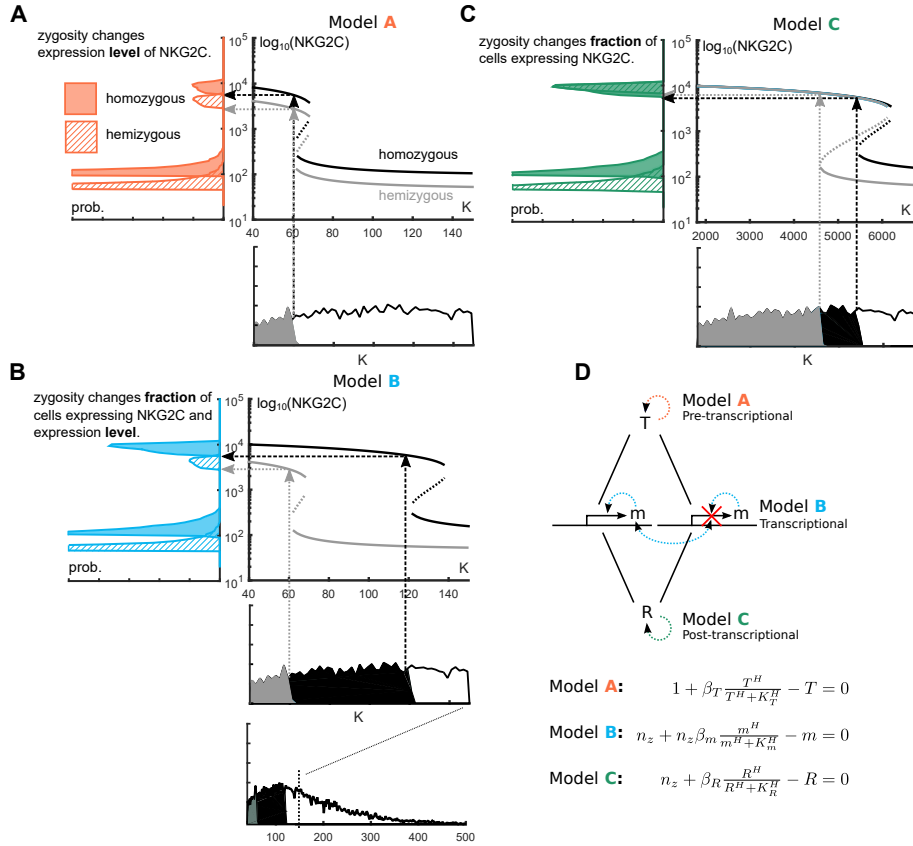 A
Model A
zygosity changes
expression level of NKG2C.
homozygous
hemizygous
prob.
log10(NKG2C)
10^5
10^4
10^3
10^2
10^1
homozygous
hemizygous
K
40 60 80 100 120 140
K
C
Model C
zygosity changes fraction of
cells expressing NKG2C.
prob.
log10(NKG2C)
10^5
10^4
10^3
10^2
10^1
K
2000 3000 4000 5000 6000
K
B
Model B
zygosity changes fraction of
cells expressing NKG2C and
expression level.
prob.
log10(NKG2C)
10^5
10^4
10^3
10^2
10^1
K
40 60 80 100 120 140
K
100 200 300 400 500
D
Model A
Pre-transcriptional
T
m
m
Model B
Transcriptional
R
Model C
Post-transcriptional
Model A: 1 + β_T T^H / (T^H + K_T^H) − T = 0
Model B: n_z + n_z β_m m^H / (m^H + K_m^H) − m = 0
Model C: n_z + β_R R^H / (R^H + K_R^H) − R = 0